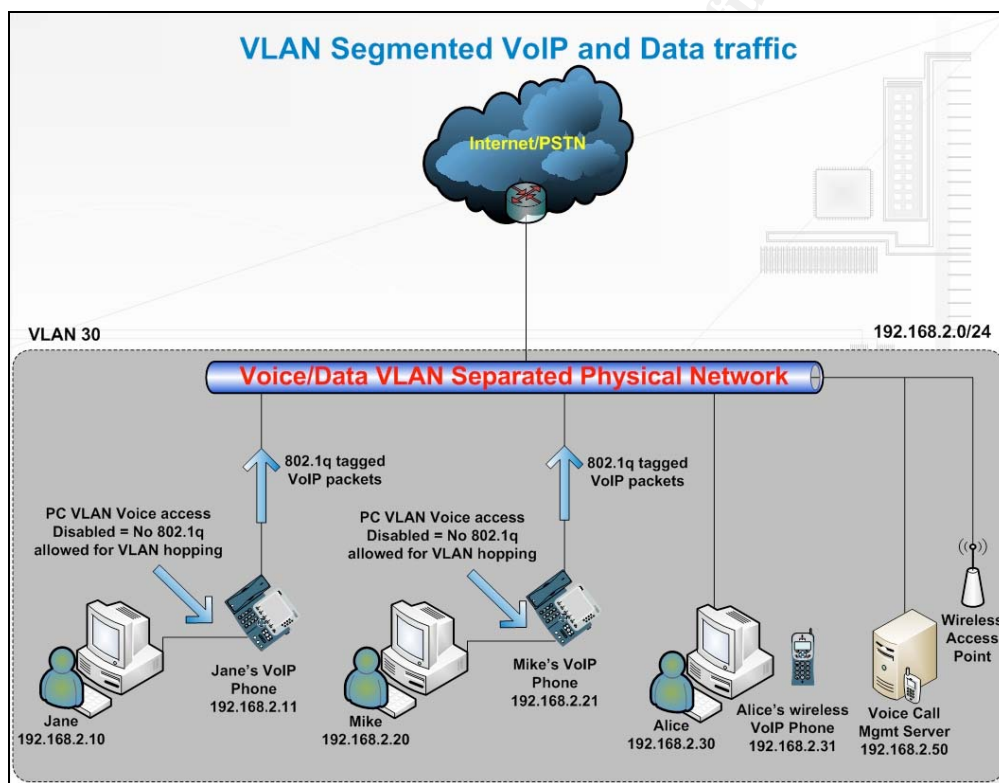 VLAN Segmented VoIP and Data traffic
Internet/PSTN
VLAN 30
192.168.2.0/24
Voice/Data VLAN Separated Physical Network
802.1q tagged
VoIP packets
802.1q tagged
VoIP packets
PC VLAN Voice access
Disabled = No 802.1q
allowed for VLAN hopping
PC VLAN Voice access
Disabled = No 802.1q
allowed for VLAN hopping
Wireless
Access
Point
Jane's VoIP
Phone
192.168.2.11
Mike's VoIP
Phone
192.168.2.21
Jane
192.168.2.10
Mike
192.168.2.20
Alice
192.168.2.30
Alice's wireless
VoIP Phone
192.168.2.31
Voice Call
Mgmt Server
192.168.2.50